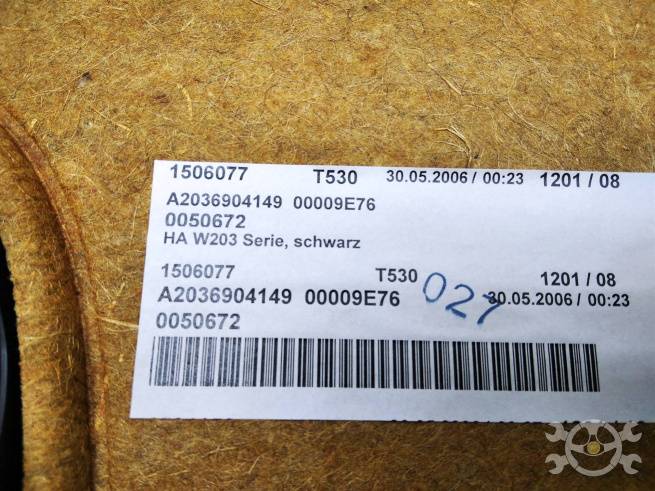 1506077 T530 30.05.2006 / 00:23 1201 / 08
A2036904149 00009E76
0050672
HA W203 Serie, schwarz
1506077 T530 1201 / 08
A2036904149 00009E76 027 30.05.2006 / 00:23
0050672